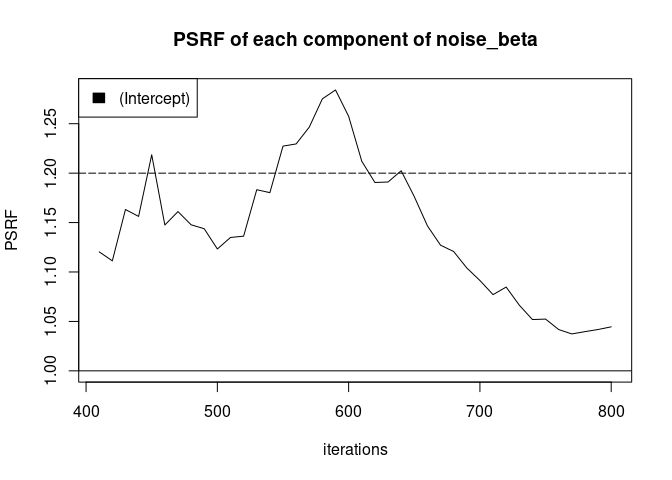 PSRF of each component of noise_beta
(Intercept)
PSRF
1.25
1.20
1.15
1.10
1.05
1.00
400 500 600 700 800
iterations